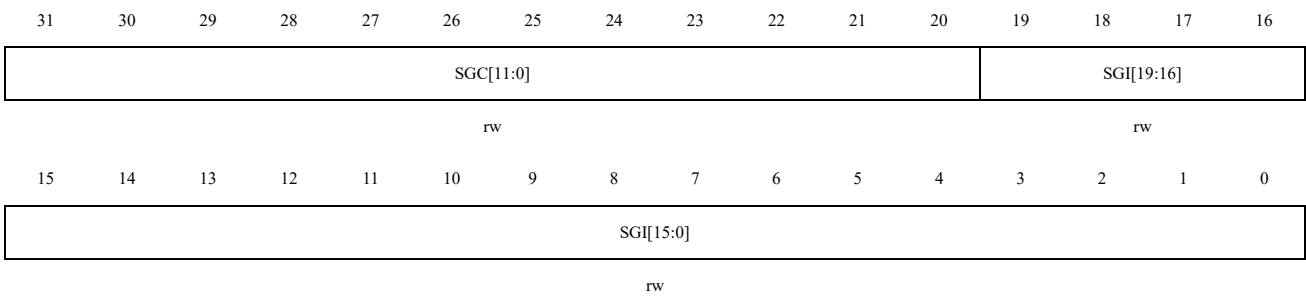 31 30 29 28 27 26 25 24 23 22 21 20 19 18 17 16
SGC[11:0] SGI[19:16]
rw rw
15 14 13 12 11 10 9 8 7 6 5 4 3 2 1 0
SGI[15:0]
rw